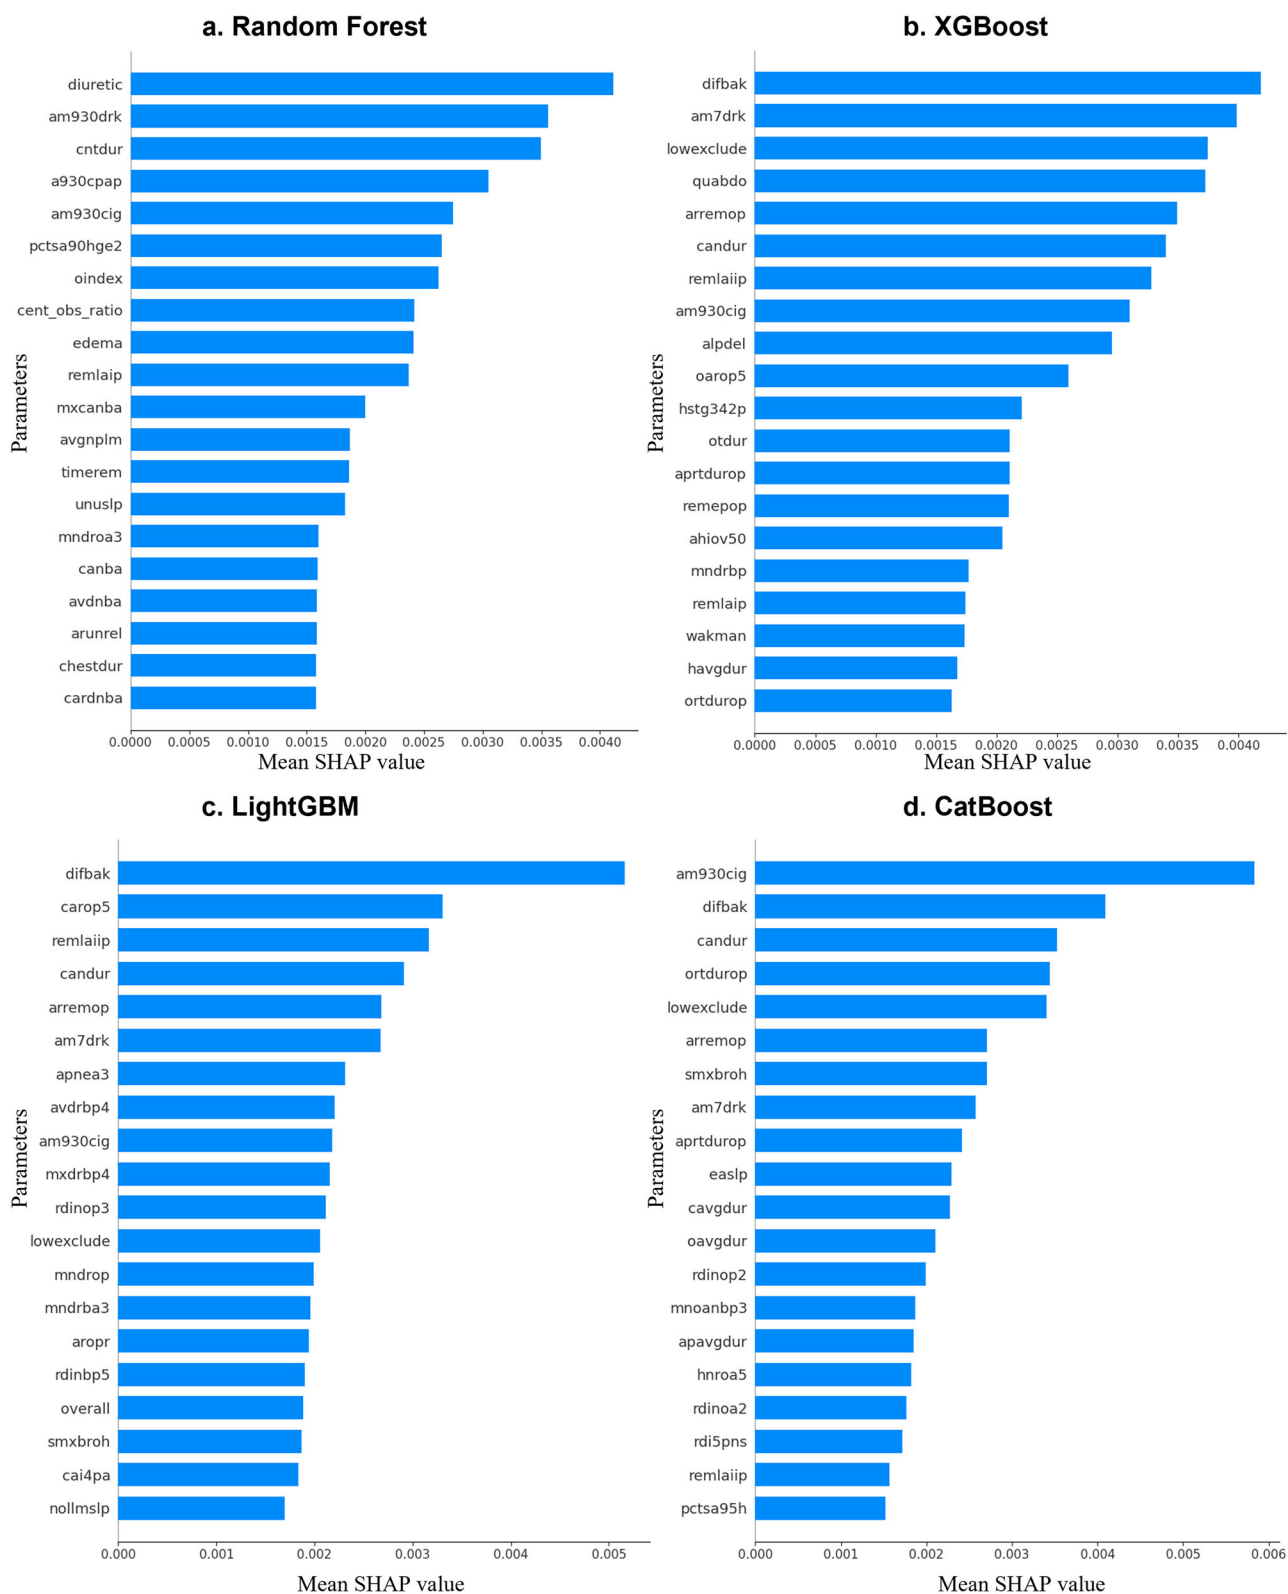 a. Random Forest
diuretic
am930drk
cntdur
a930cpap
am930cig
pctsa90hge2
oindex
cent_obs_ratio
edema
remlaip
mxcanba
avgnplm
timerem
unuslp
mndroa3
canba
avdnba
arunrel
chestdur
cardnba
Parameters
0.0000 0.0005 0.0010 0.0015 0.0020 0.0025 0.0030 0.0035 0.0040
Mean SHAP value
b. XGBoost
difbak
am7drk
lowexclude
quabdo
arremop
candur
remlaiip
am930cig
alpdel
oarop5
hstg342p
otdur
aprtdurop
remepop
ahiov50
mndrbp
remlaip
wakman
havgdur
ortdurop
Parameters
0.0000 0.0005 0.0010 0.0015 0.0020 0.0025 0.0030 0.0035 0.0040
Mean SHAP value
c. LightGBM
difbak
carop5
remlaiip
candur
arremop
am7drk
apnea3
avdrbp4
am930cig
mxdrbp4
rdinop3
lowexclude
mndrop
mndrba3
aropr
rdinbp5
overall
smxbroh
cai4pa
nollmslp
Parameters
0.000 0.001 0.002 0.003 0.004 0.005
Mean SHAP value
d. CatBoost
am930cig
difbak
candur
ortdurop
lowexclude
arremop
smxbroh
am7drk
aprtdurop
easlp
cavgdur
oavgdur
rdinop2
mnoanbp3
apavgdur
hnroa5
rdinoa2
rdi5pns
remlaiip
pctsa95h
Parameters
0.000 0.001 0.002 0.003 0.004 0.005 0.006
Mean SHAP value